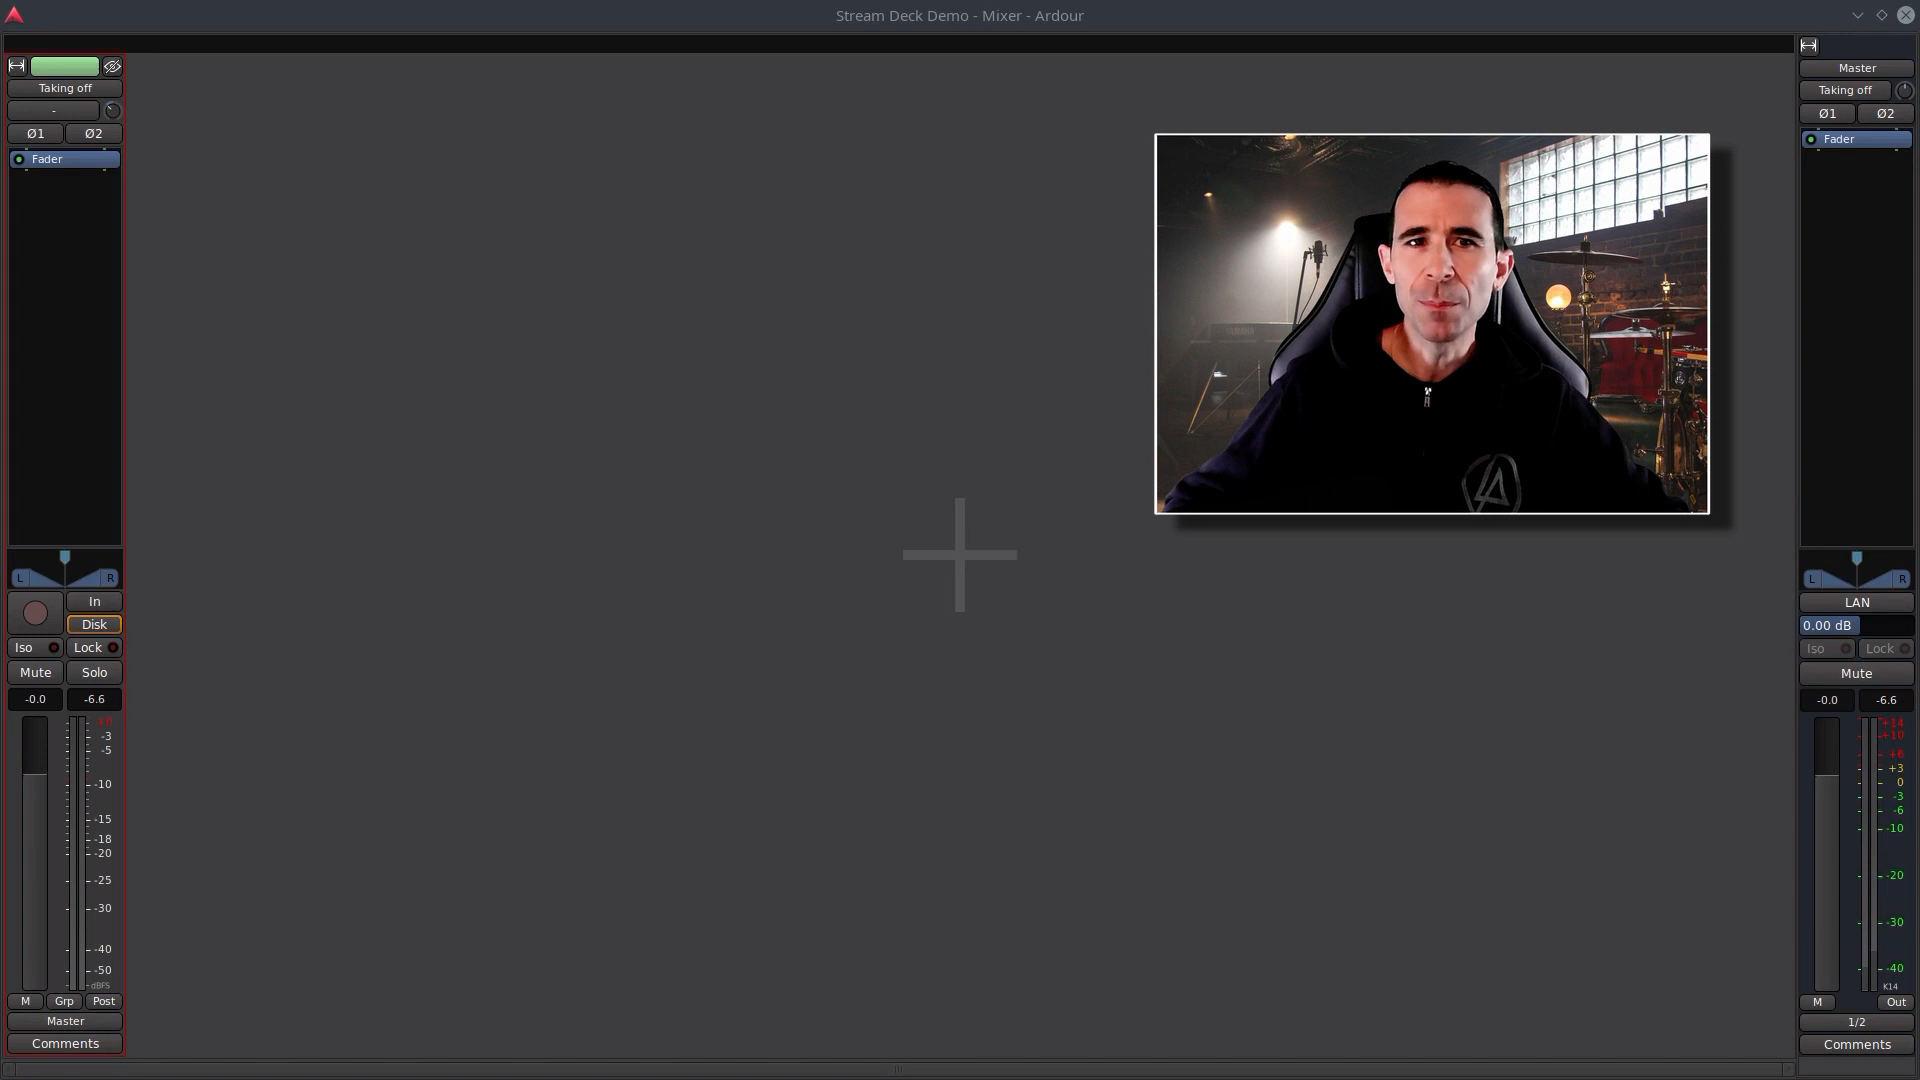 Stream Deck Demo - Mixer - Ardour
Taking off
-
Ø1 Ø2
Fader
L R
In
Disk
Iso Lock
Mute Solo
-0.0 -6.6
-3
-5
-10
-15
-18
-20
-25
-30
-40
-50
dBFS
M Grp Post
Master
Comments
YAMAHA
Master
Taking off
Ø1 Ø2
Fader
L R
LAN
0.00 dB
Iso Lock
Mute
-0.0 -6.6
+14
+10
+6
+3
0
-3
-6
-10
-20
-30
-40
K14
M Out
1/2
Comments